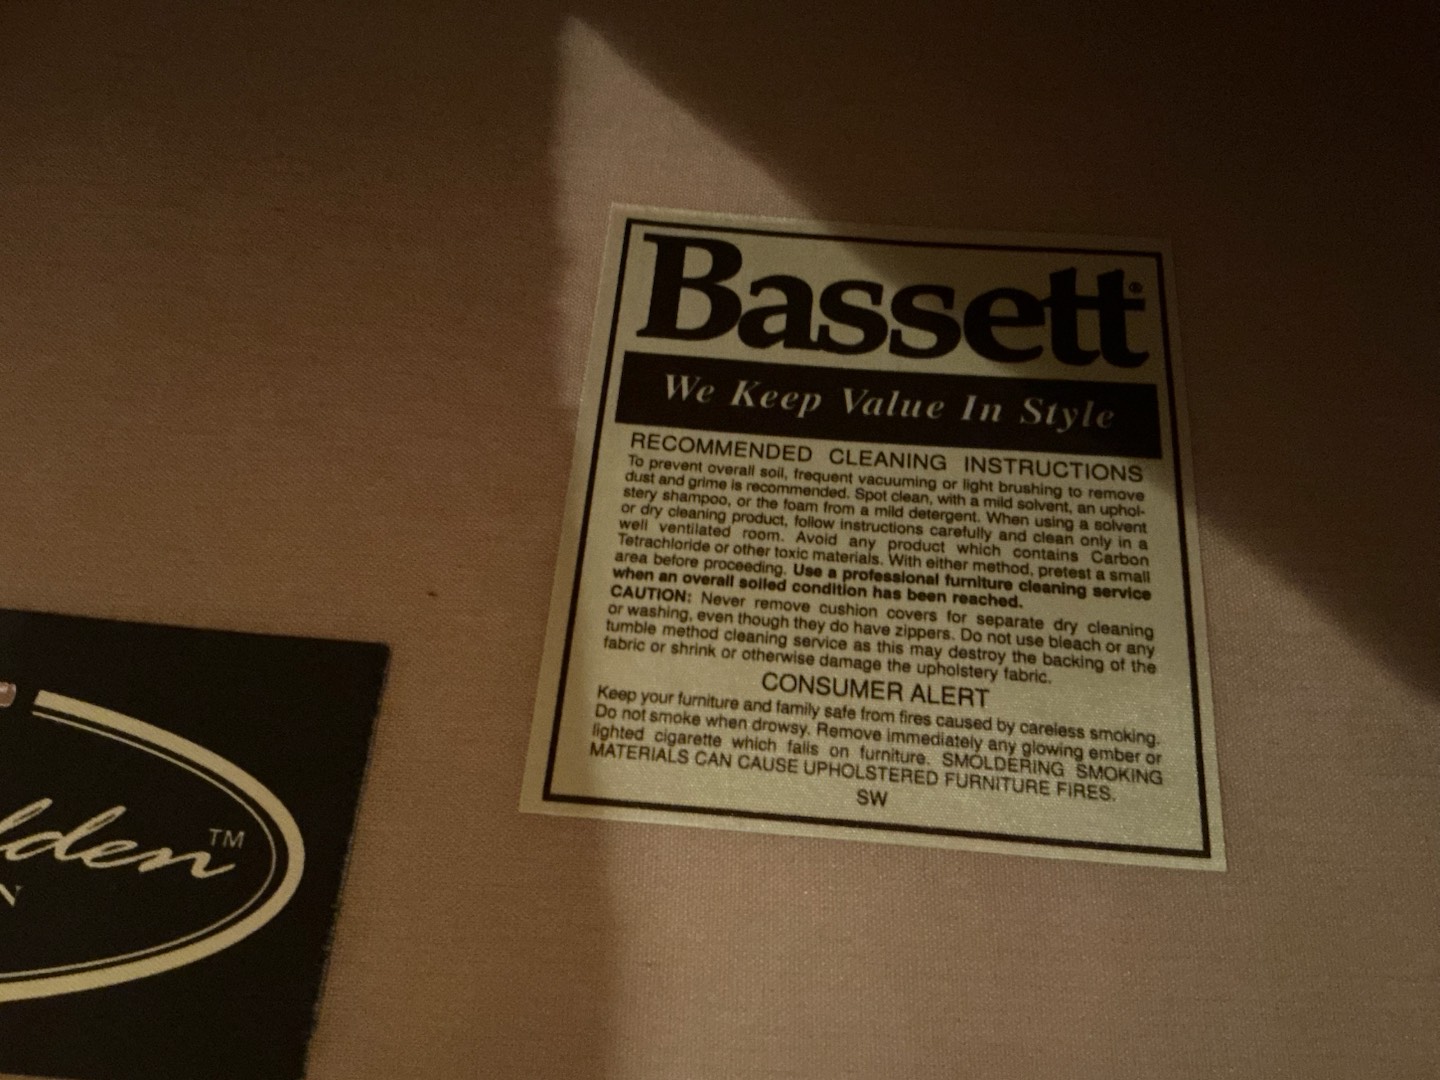 Bassett®
We Keep Value In Style
RECOMMENDED CLEANING INSTRUCTIONS
To prevent overall soil, frequent vacuuming or light brushing to remove
dust and grime is recommended. Spot clean, with a mild solvent, an uphol-
stery shampoo, or the foam from a mild detergent. When using a solvent
or dry cleaning product, follow instructions carefully and clean only in a
well ventilated room. Avoid any product which contains Carbon
Tetrachloride or other toxic materials. With either method, pretest a small
area before proceeding. Use a professional furniture cleaning service
when an overall soiled condition has been reached.
CAUTION: Never remove cushion covers for separate dry cleaning
or washing, even though they do have zippers. Do not use bleach or any
tumble method cleaning service as this may destroy the backing of the
fabric or shrink or otherwise damage the upholstery fabric.
CONSUMER ALERT
Keep your furniture and family safe from fires caused by careless smoking.
Do not smoke when drowsy. Remove immediately any glowing ember or
lighted cigarette which falls on furniture. SMOLDERING SMOKING
MATERIALS CAN CAUSE UPHOLSTERED FURNITURE FIRES.
SW
lden™
N